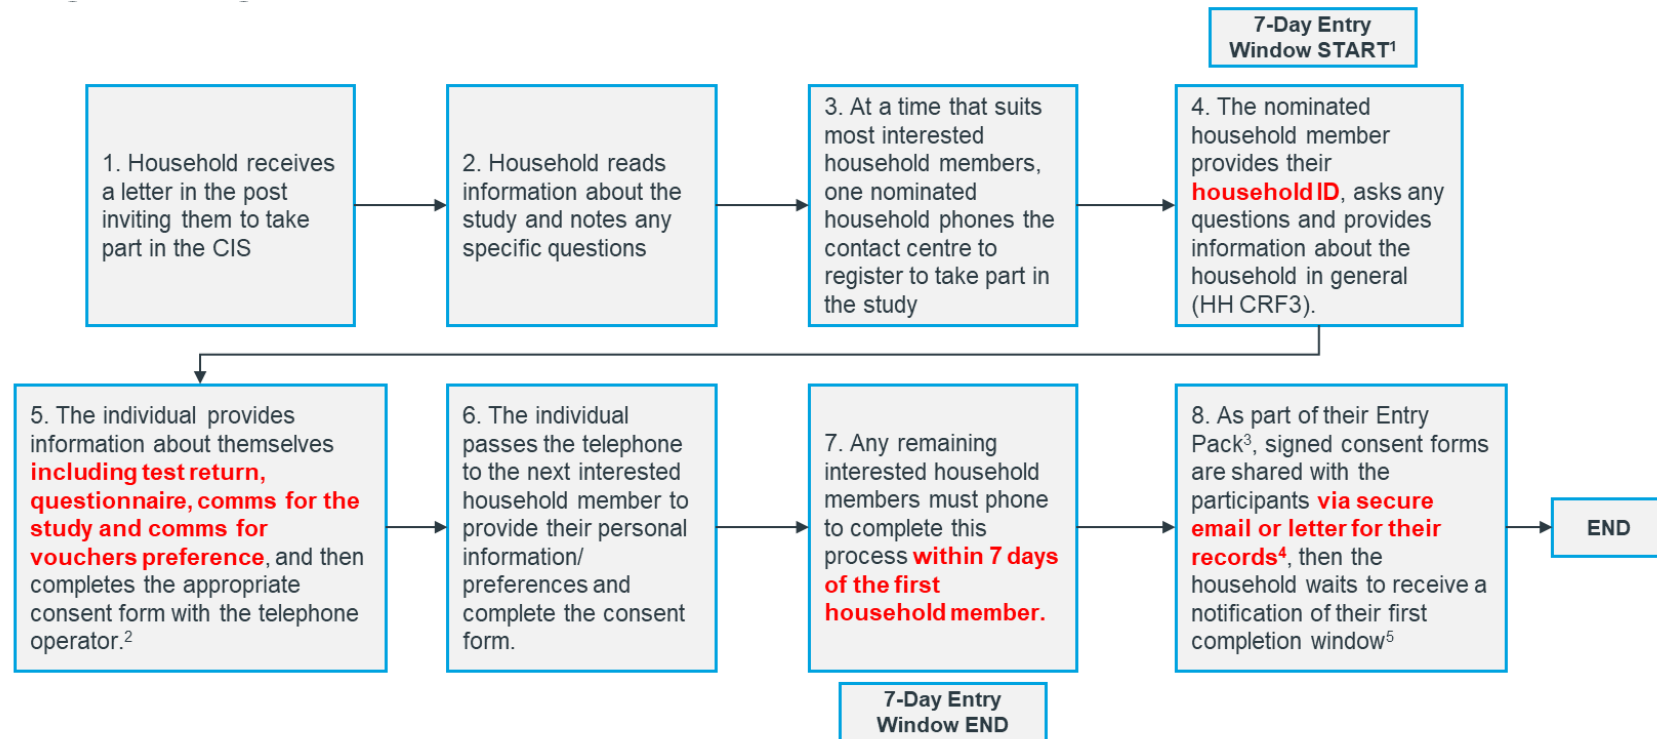 7-Day Entry
Window START¹
1. Household receives
a letter in the post
inviting them to take
part in the CIS
2. Household reads
information about the
study and notes any
specific questions
3. At a time that suits
most interested
household members,
one nominated
household phones the
contact centre to
register to take part in
the study
4. The nominated
household member
provides their
household ID, asks any
questions and provides
information about the
household in general
(HH CRF3).
5. The individual provides
information about themselves
including test return,
questionnaire, comms for the
study and comms for
vouchers preference, and then
completes the appropriate
consent form with the telephone
operator.²
6. The individual
passes the telephone
to the next interested
household member to
provide their personal
information/
preferences and
complete the consent
form.
7. Any remaining
interested household
members must phone
to complete this
process within 7 days
of the first
household member.
8. As part of their Entry
Pack³, signed consent forms
are shared with the
participants via secure
email or letter for their
records⁴, then the
household waits to receive a
notification of their first
completion window⁵
END
7-Day Entry
Window END